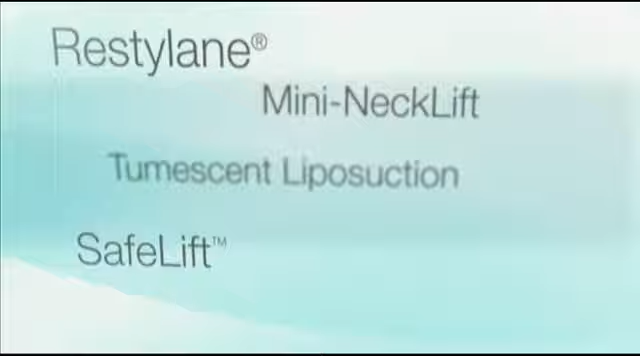 Restylane®
Mini-NeckLift
Tumescent Liposuction
SafeLift™